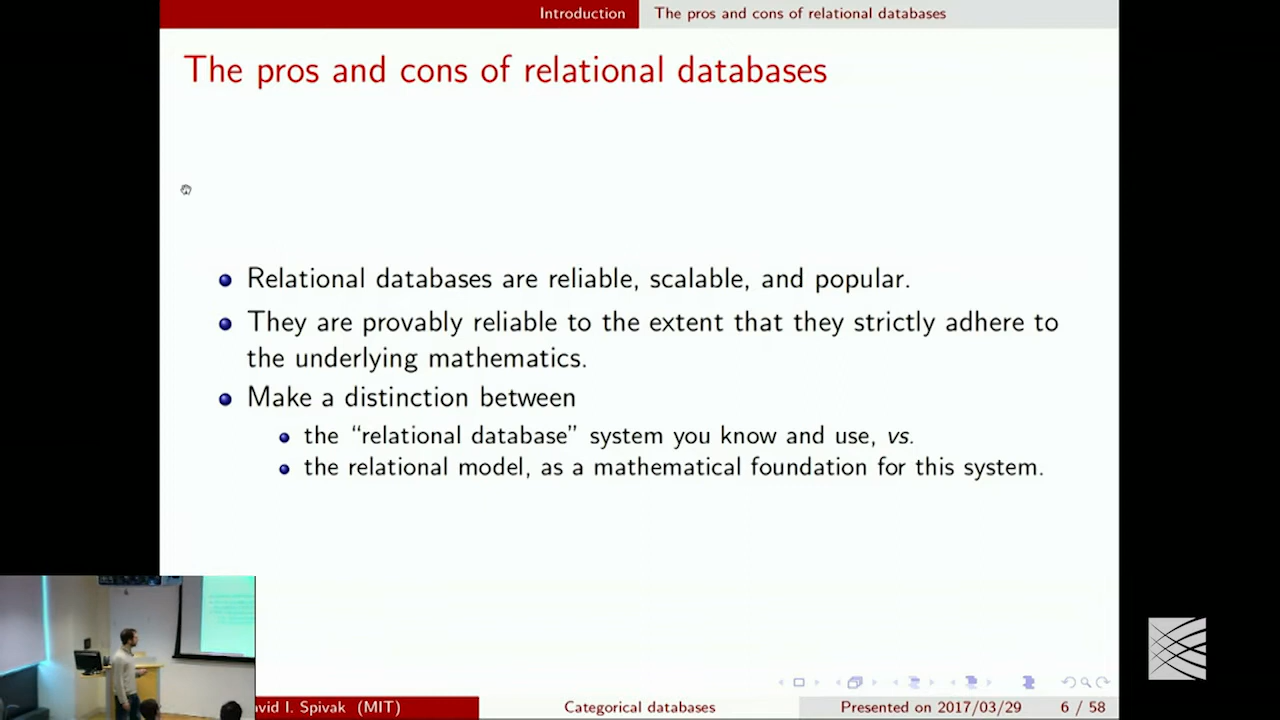 Introduction The pros and cons of relational databases
The pros and cons of relational databases
Relational databases are reliable, scalable, and popular.
They are provably reliable to the extent that they strictly adhere to
the underlying mathematics.
Make a distinction between
the “relational database” system you know and use, vs.
the relational model, as a mathematical foundation for this system.
avid I. Spivak (MIT) Categorical databases Presented on 2017/03/29 6 / 58